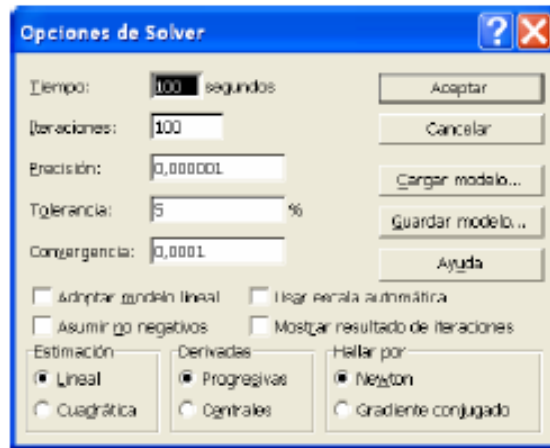 Opciones de Solver
Tiempo: 100 segundos
Aceptar
Iteraciones: 100
Cancelar
Precisión: 0,000001
Cargar modelo...
Tolerancia: 5 %
Guardar modelo...
Convergencia: 0,0001
Ayuda
Adoptar modelo lineal
Usar escala automática
Asumir no negativos
Mostrar resultado de iteraciones
Estimación
Lineal
Cuadrática
Derivadas
Progresivas
Centrales
Hallar por
Newton
Gradiente conjugado